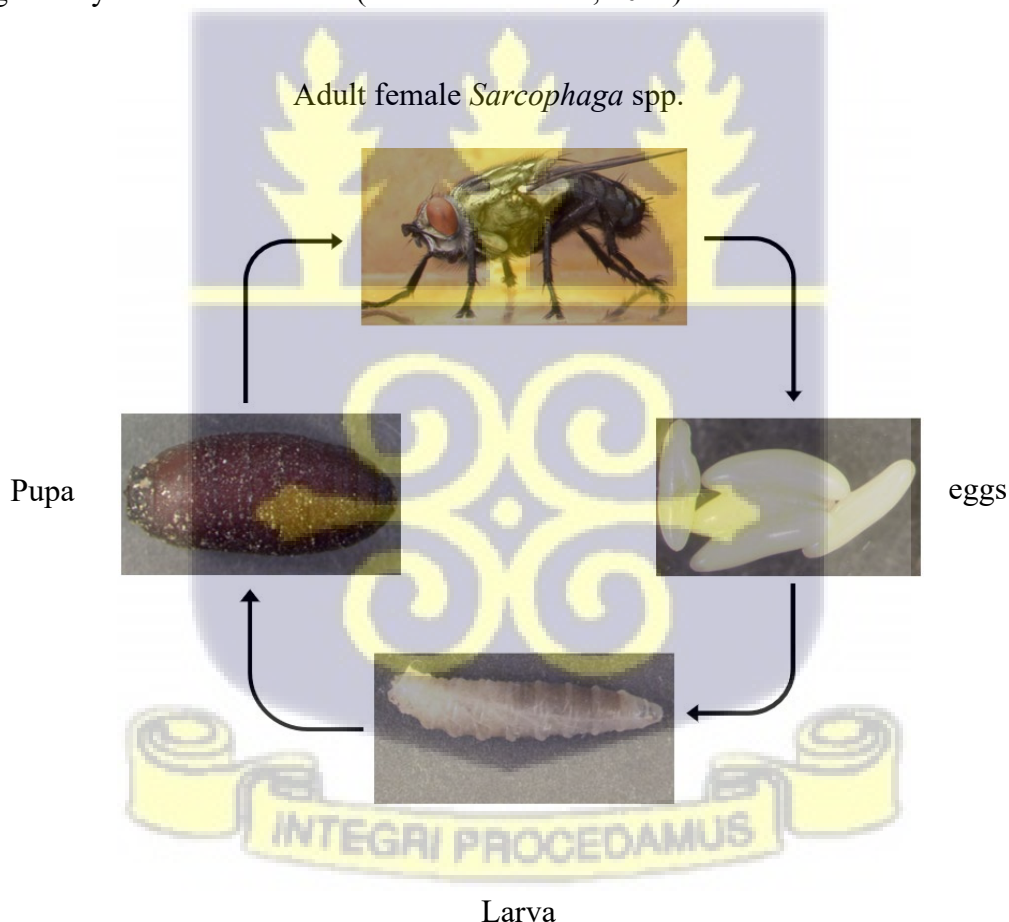 Adult female Sarcophaga spp.
Pupa
eggs
INTEGRI PROCEDAMUS
Larva